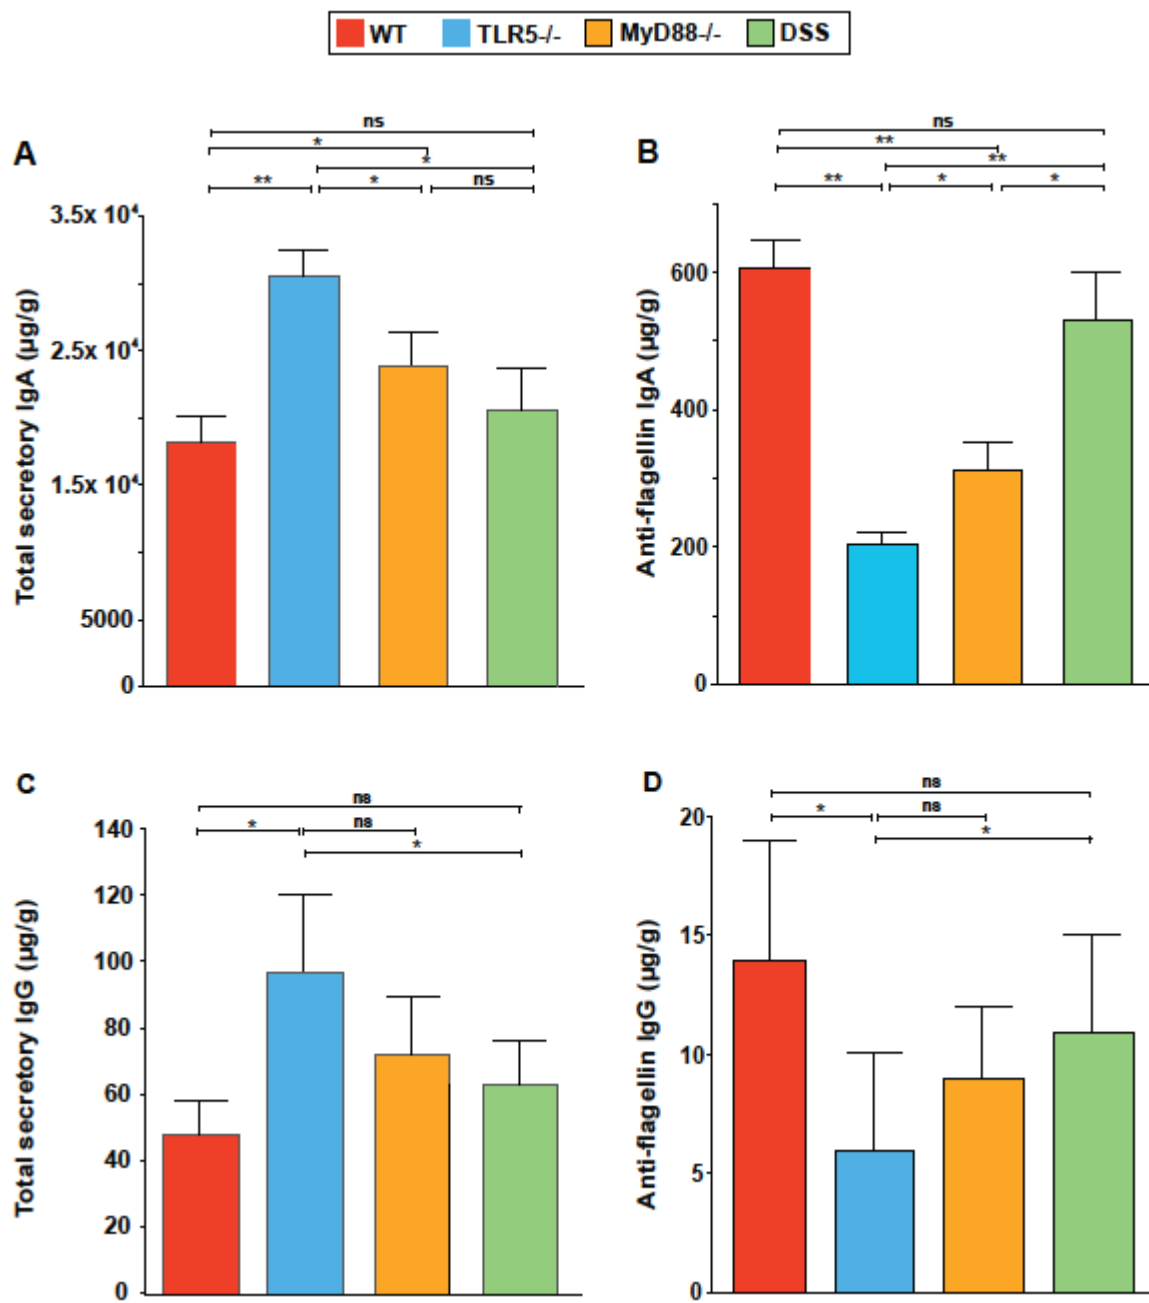 WT TLR5-/- MyD88-/- DSS
A
ns
*
*
** * ns
Total secretory IgA (µg/g)
3.5x 10⁴
2.5x 10⁴
1.5x 10⁴
5000
0
B
ns
**
**
** * *
Anti-flagellin IgA (µg/g)
600
400
200
0
C
ns
* ns
*
Total secretory IgG (µg/g)
140
120
100
80
60
40
20
0
D
ns
* ns
*
Anti-flagellin IgG (µg/g)
20
15
10
5
0